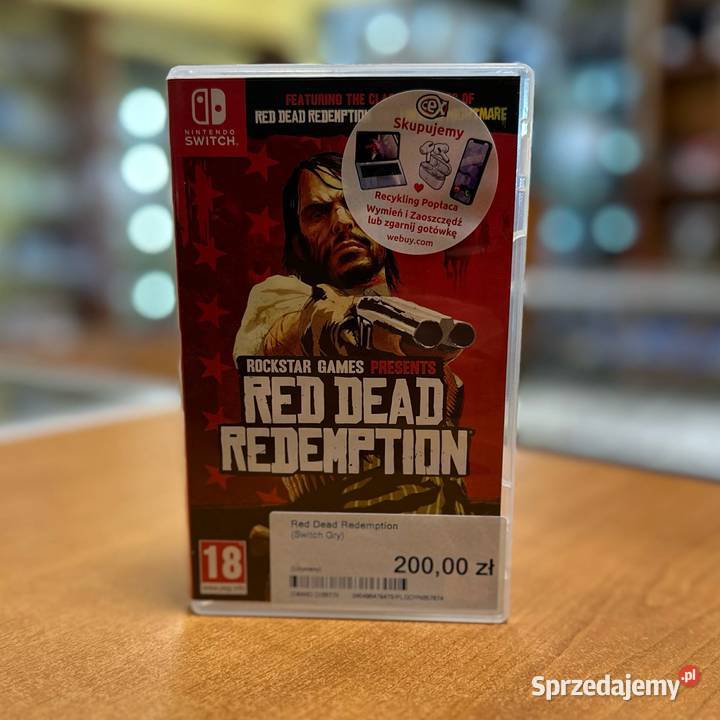 FEATURING THE
OF
RED DEAD REDEMPTION
MARE
NINTENDO
SWITCH
cex
Skupujemy
Recykling Popłaca
Wymień i Zaoszczędź
lub zgarnij gotówkę
webuy.com
ROCKSTAR GAMES PRESENTS
RED DEAD
REDEMPTION
18
Red Dead Redemption
(Switch Gry)
200,00 zł
Sprzedajemy.pl